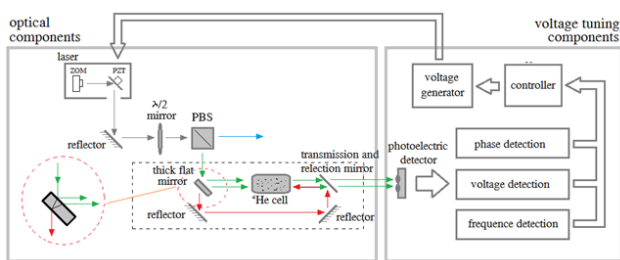 optical
components
voltage tuning
components
laser
ZOM
PZT
λ/2
mirror
PBS
reflector
thick flat
mirror
reflector
⁴He cell
transmission and
relection mirror
reflector
photoelectric
detector
voltage
generator
controller
phase detection
voltage detection
frequence detection